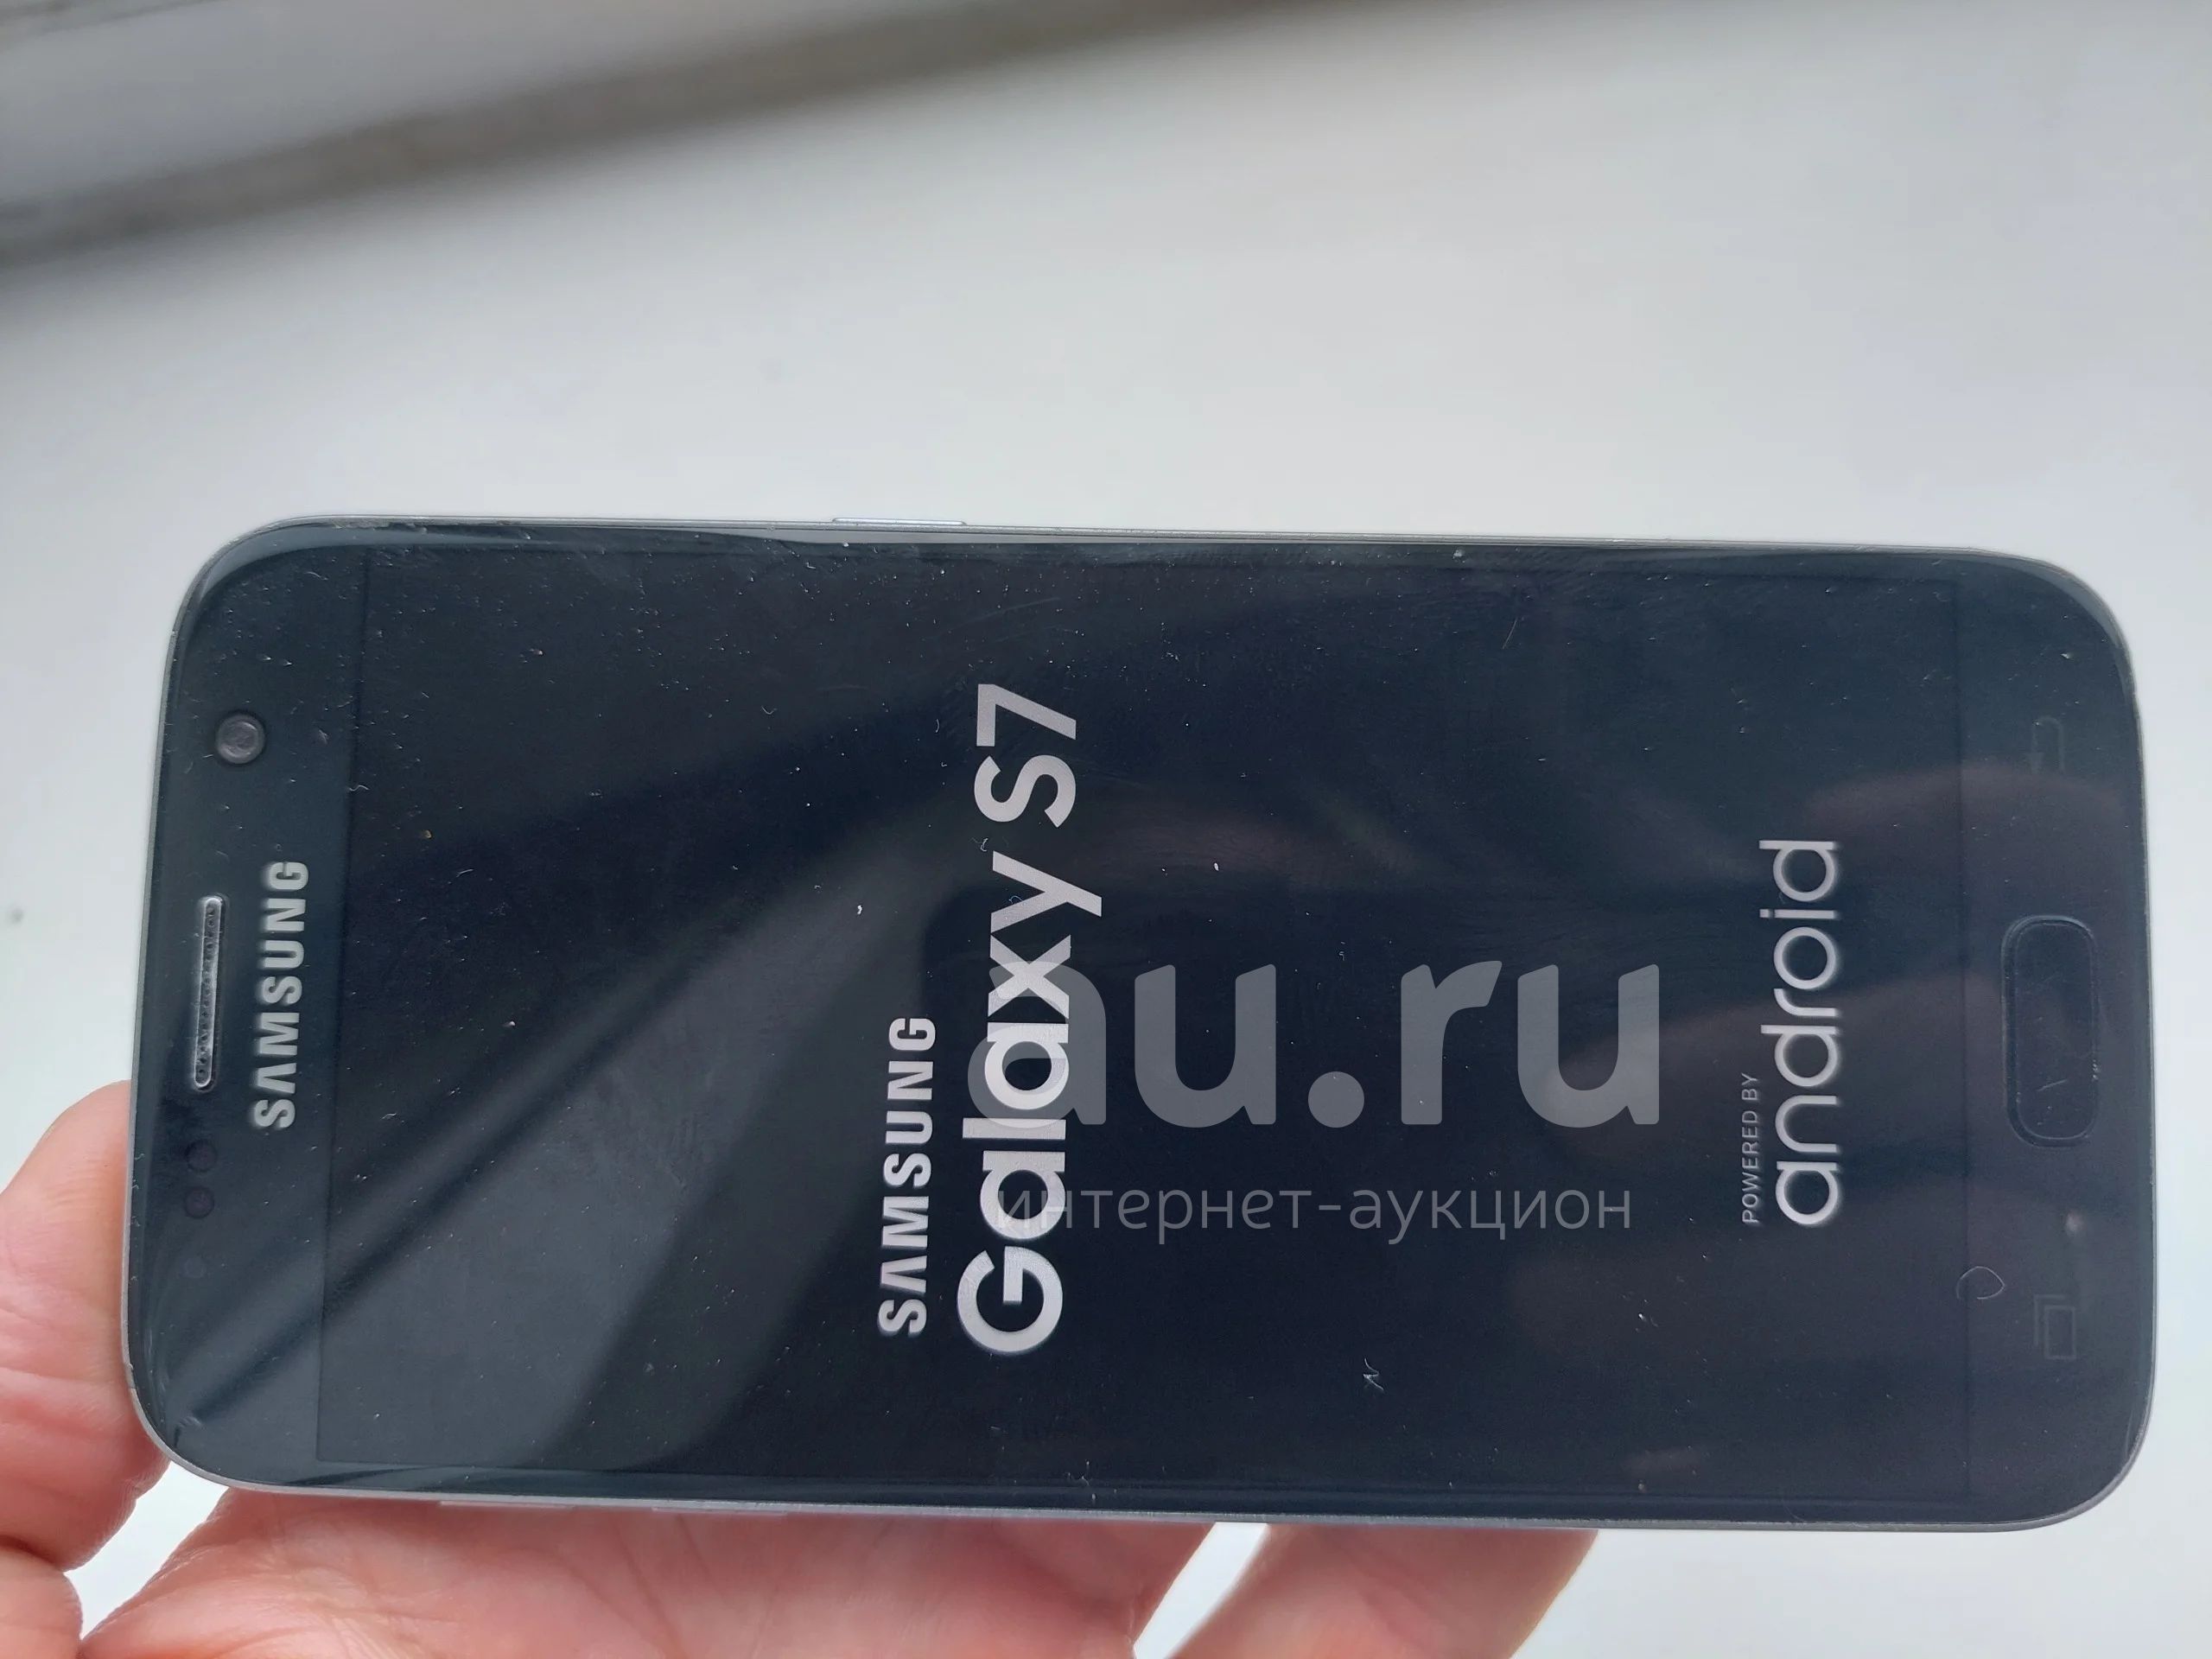 SAMSUNG
SAMSUNG
Galaxy S7
au.ru
интернет-аукцион
POWERED BY
android